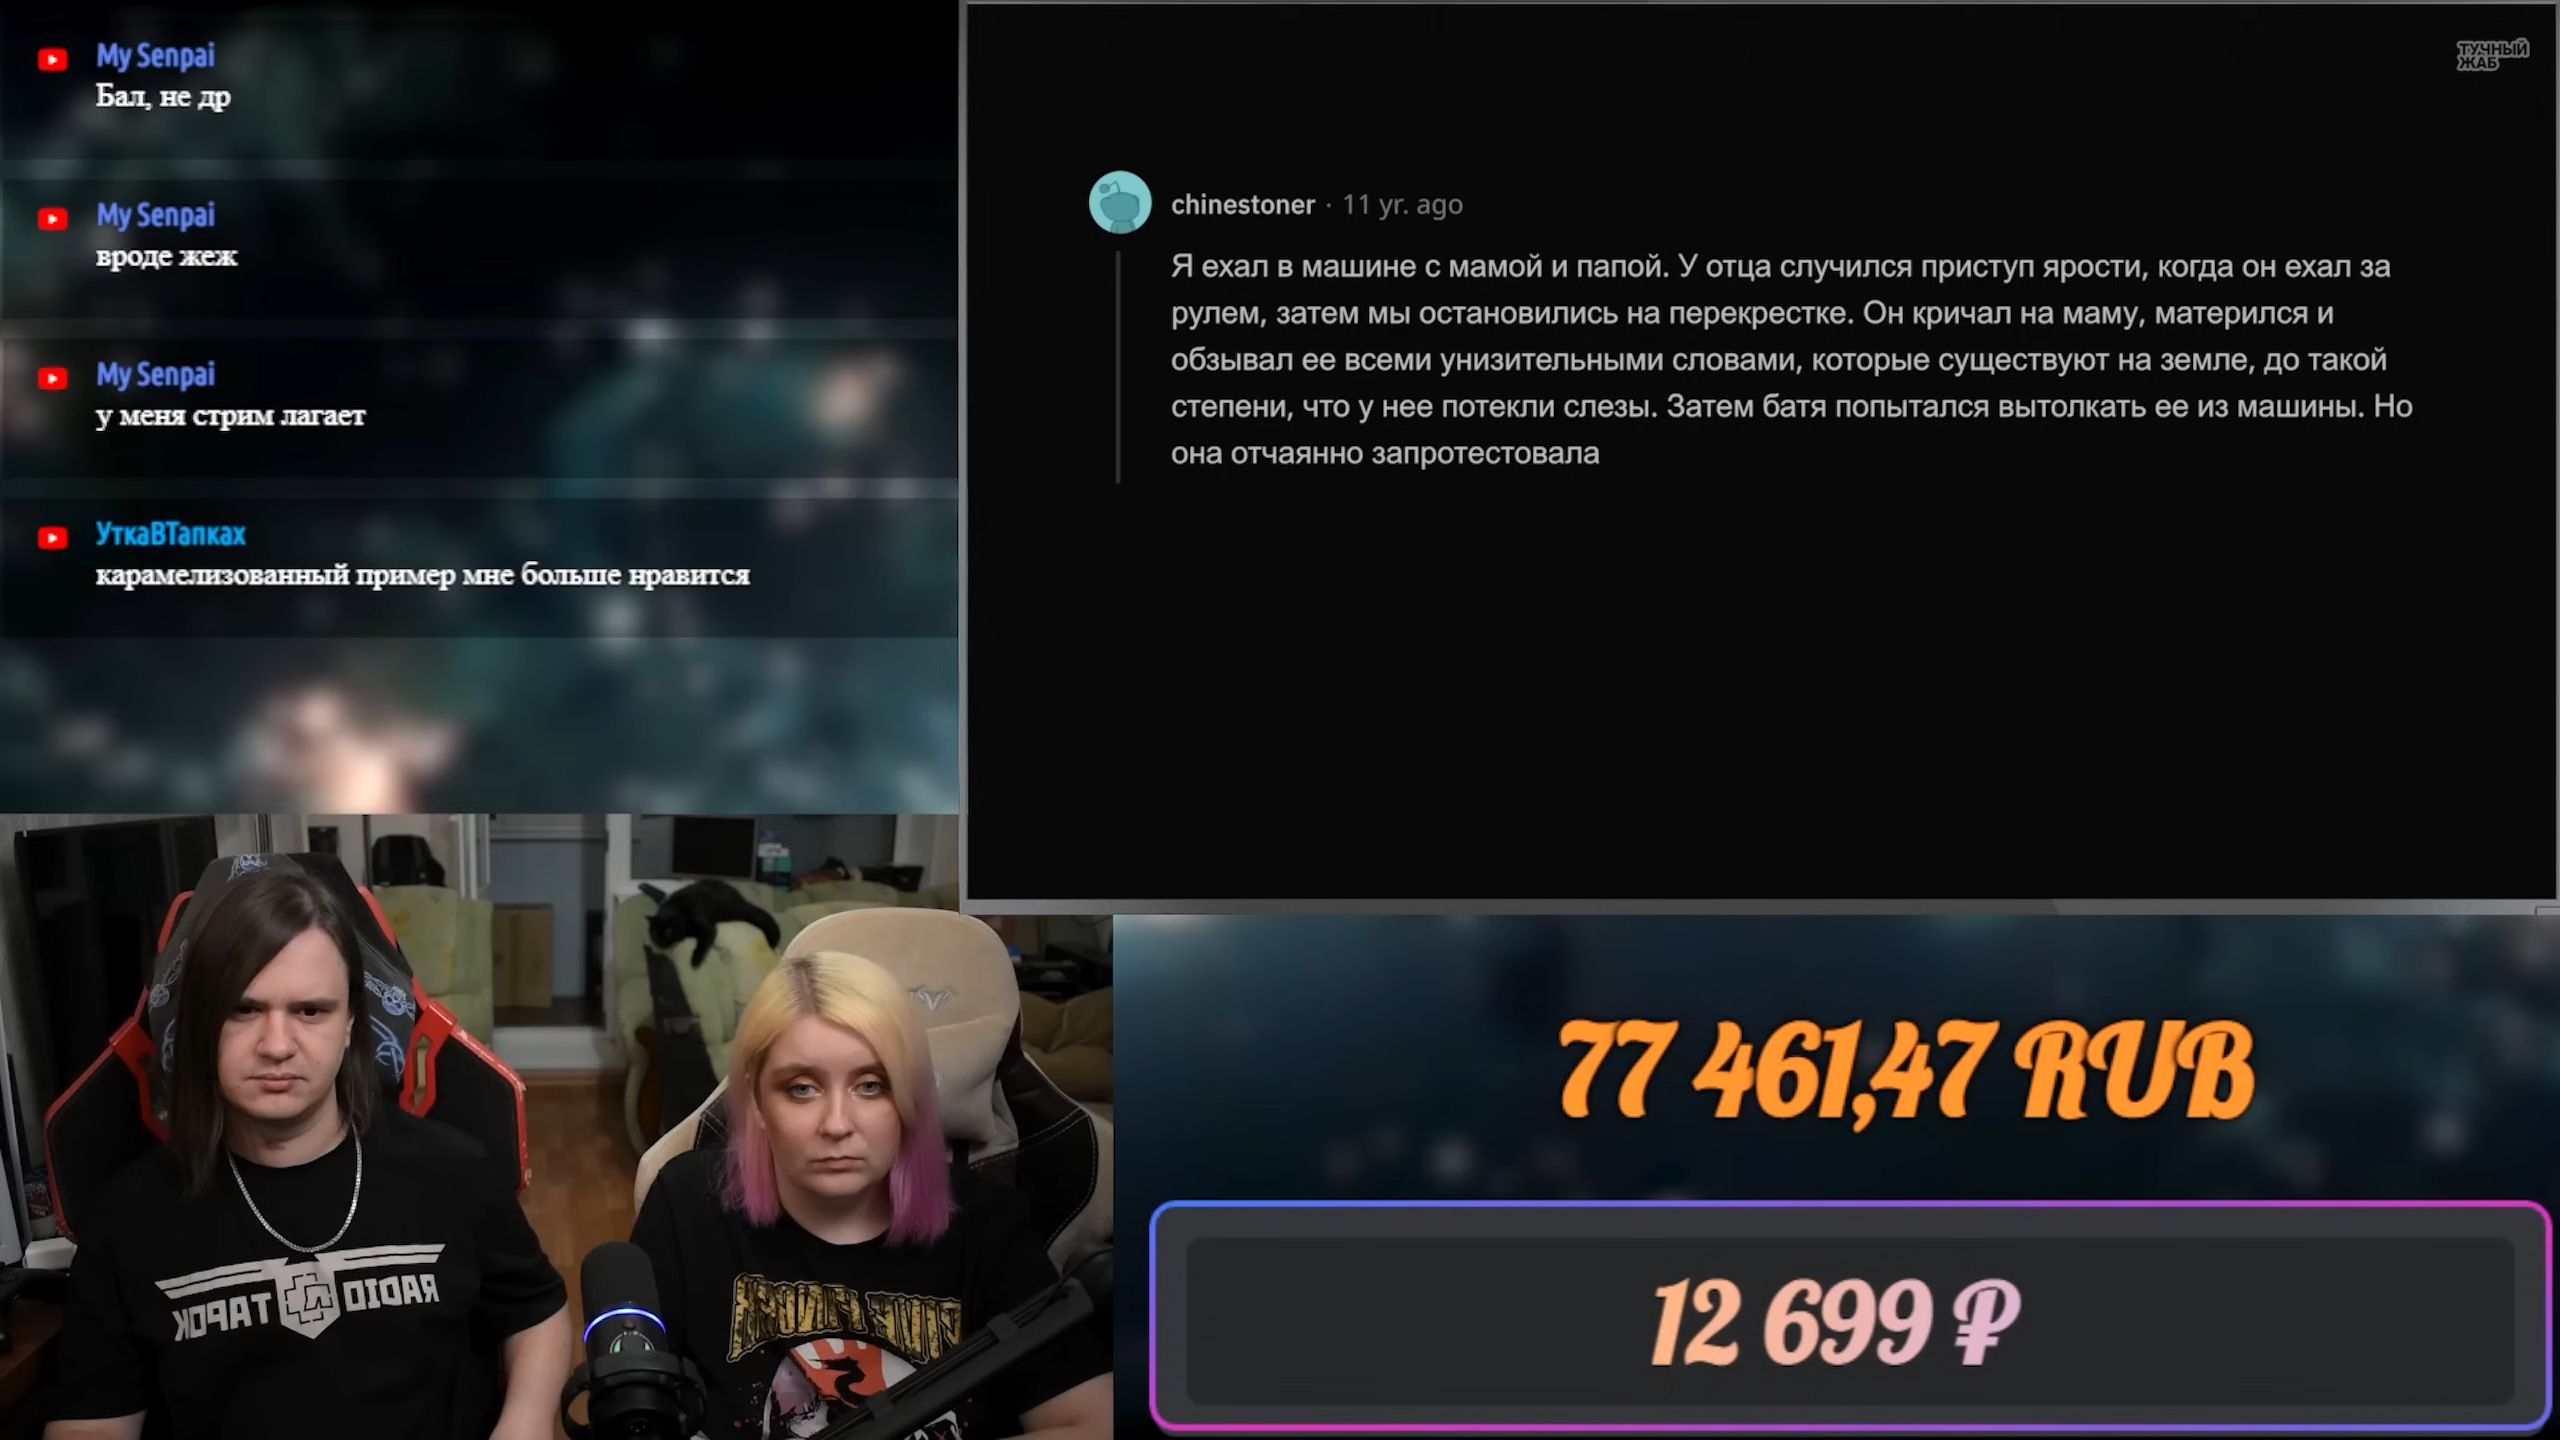 My Senpai
Бал, не др
My Senpai
вроде жеж
My Senpai
у меня стрим лагает
УткаВТапках
карамелизованный пример мне больше нравится
ТУЧНЫЙ
ЖАБ
chinestoner · 11 yr. ago
Я ехал в машине с мамой и папой. У отца случился приступ ярости, когда он ехал за
рулем, затем мы остановились на перекрестке. Он кричал на маму, матерился и
обзывал ее всеми унизительными словами, которые существуют на земле, до такой
степени, что у нее потекли слезы. Затем батя попытался вытолкать ее из машины. Но
она отчаянно запротестовала
RADIO ТАРОК
77 461,47 RUB
12 699 ₽